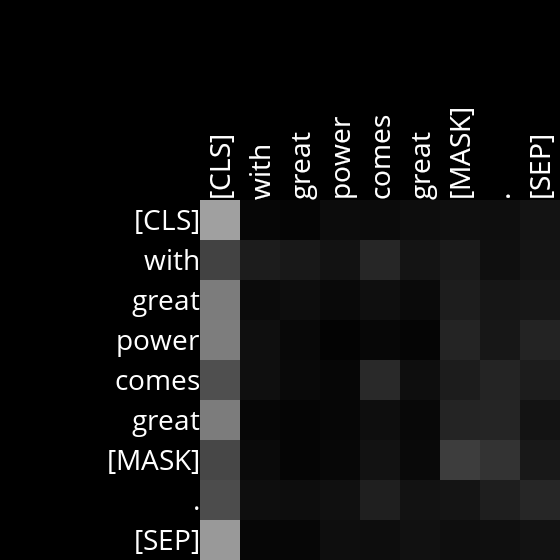 [CLS] with great power comes great [MASK] . [SEP]
[CLS]
with
great
power
comes
great
[MASK]
.
[SEP]